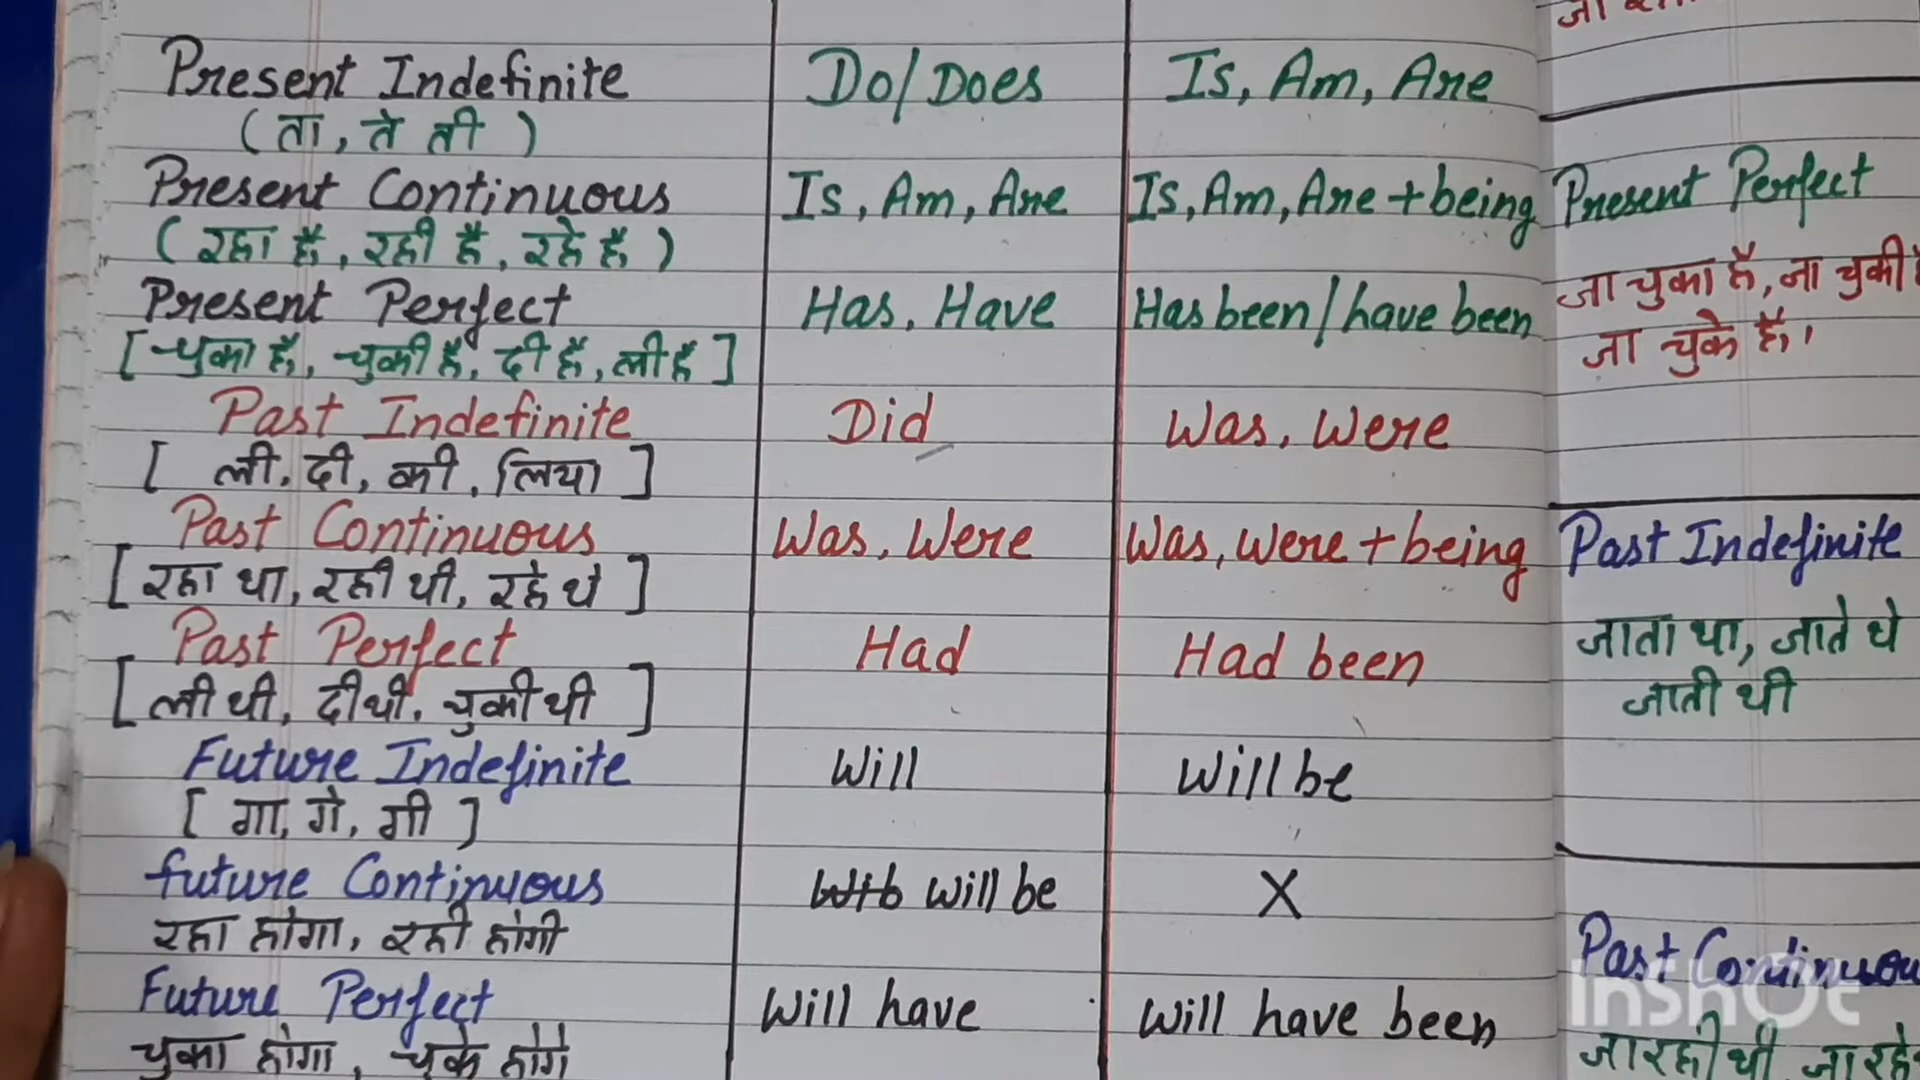 Present Indefinite Do/Does Is, Am, Are
(ता, ते ती)
Present Continuous Is, Am, Are Is, Am, Are + being
(रहा है, रही है, रहे हैं)
Present Perfect Has, Have Has been/have been
[चुका है, चुकी है, दी है, ली है]
Past Indefinite Did Was, Were
[ली, दी, की, लिया]
Past Continuous Was, Were Was, Were + being
[रहा था, रही थी, रहे थे]
Past Perfect Had Had been
[ली थी, दी थी, चुकी थी]
Future Indefinite Will Will be
[गा, गे, गी]
future Continuous will be X
रहा होगा, रही होगी
Future Perfect Will have Will have been
चुका होगा, चुके होंगे
Present Perfect
जा चुका है, जा चुकी
जा चुके हैं।
Past Indefinite
जाता था, जाते थे
जाती थी
Past Continuou
जा रही थी, जा रहे
InShOt